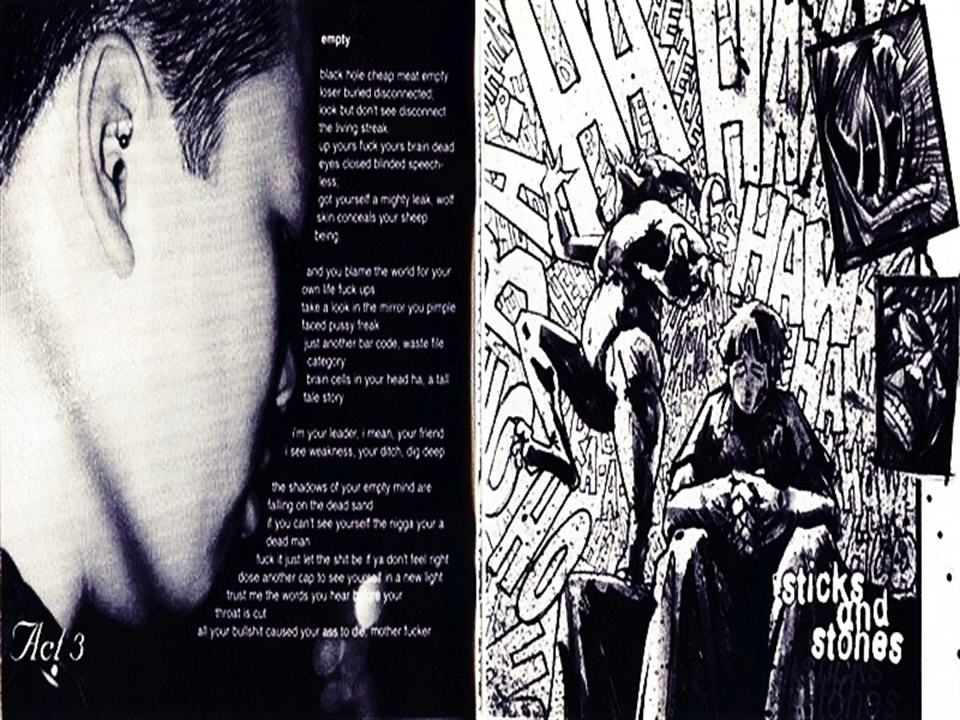 empty
black hole cheap meat empty
loser buried disconnected,
look but don't see disconnect
the living streak.
up yours fuck yours brain dead
eyes closed blinded speech-
less;
got yourself a mighty leak, wolf
skin conceals your sheep
being.
and you blame the world for your
own life fuck ups
take a look in the mirror you pimple
faced pussy freak
just another bar code, waste file
category
brain cells in your head ha, a tall
tale story
i'm your leader, i mean, your friend
i see weakness, your ditch, dig deep
the shadows of your empty mind are
falling on the dead sand
if you can't see yourself the nigga your a
dead man
fuck it just let the shit be if ya don't feel right
dose another cap to see yourself in a new light
trust me the words you hear before your
throat is cut
all your bullshit caused your ass to die, mother fucker
Act 3
HA HA
HAW
HAW
HO HO
sticks
and
stones